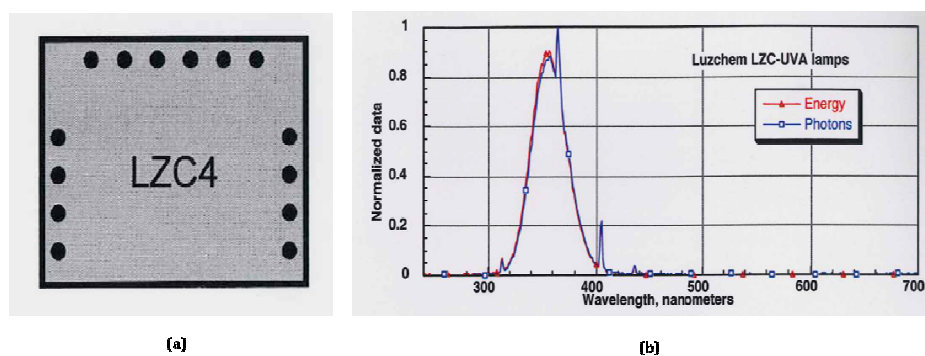 LZC4
(a)
Normalized data
1
0.8
0.6
0.4
0.2
0
Luzchem LZC-UVA lamps
Energy
Photons
300
400
500
600
700
Wavelength, nanometers
(b)